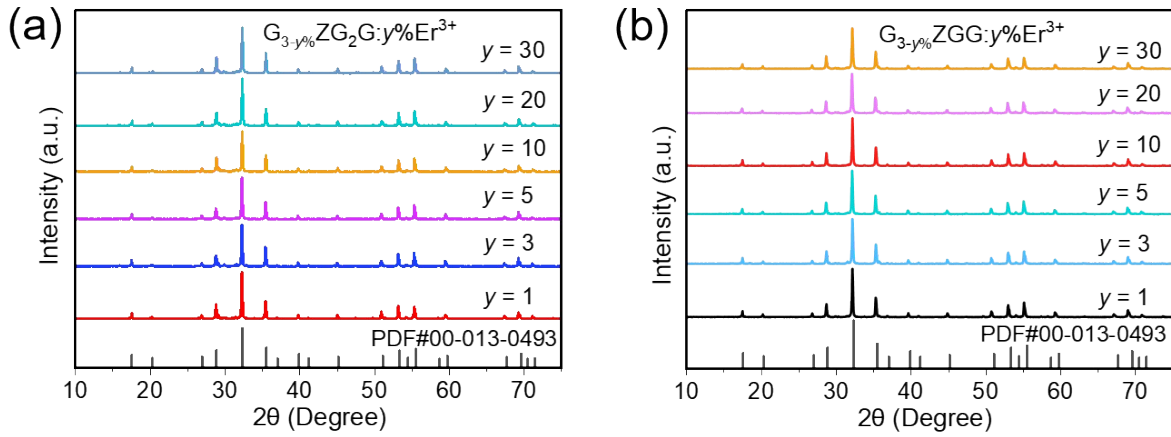 (a)
G3-y%ZG2G:y%Er3+
y = 30
y = 20
y = 10
y = 5
y = 3
y = 1
PDF#00-013-0493
Intensity (a.u.)
10 20 30 40 50 60 70
2θ (Degree)
(b)
G3-y%ZGG:y%Er3+
y = 30
y = 20
y = 10
y = 5
y = 3
y = 1
PDF#00-013-0493
Intensity (a.u.)
10 20 30 40 50 60 70
2θ (Degree)